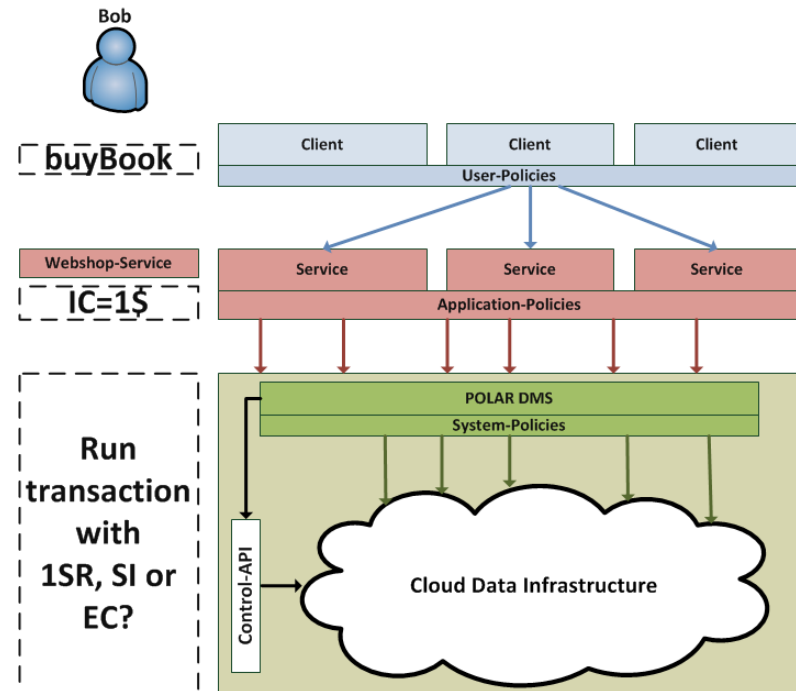 Bob
buyBook
Client
Client
Client
User-Policies
Webshop-Service
IC=1$
Service
Service
Service
Application-Policies
Run
transaction
with
1SR, SI or
EC?
POLAR DMS
System-Policies
Control-API
Cloud Data Infrastructure